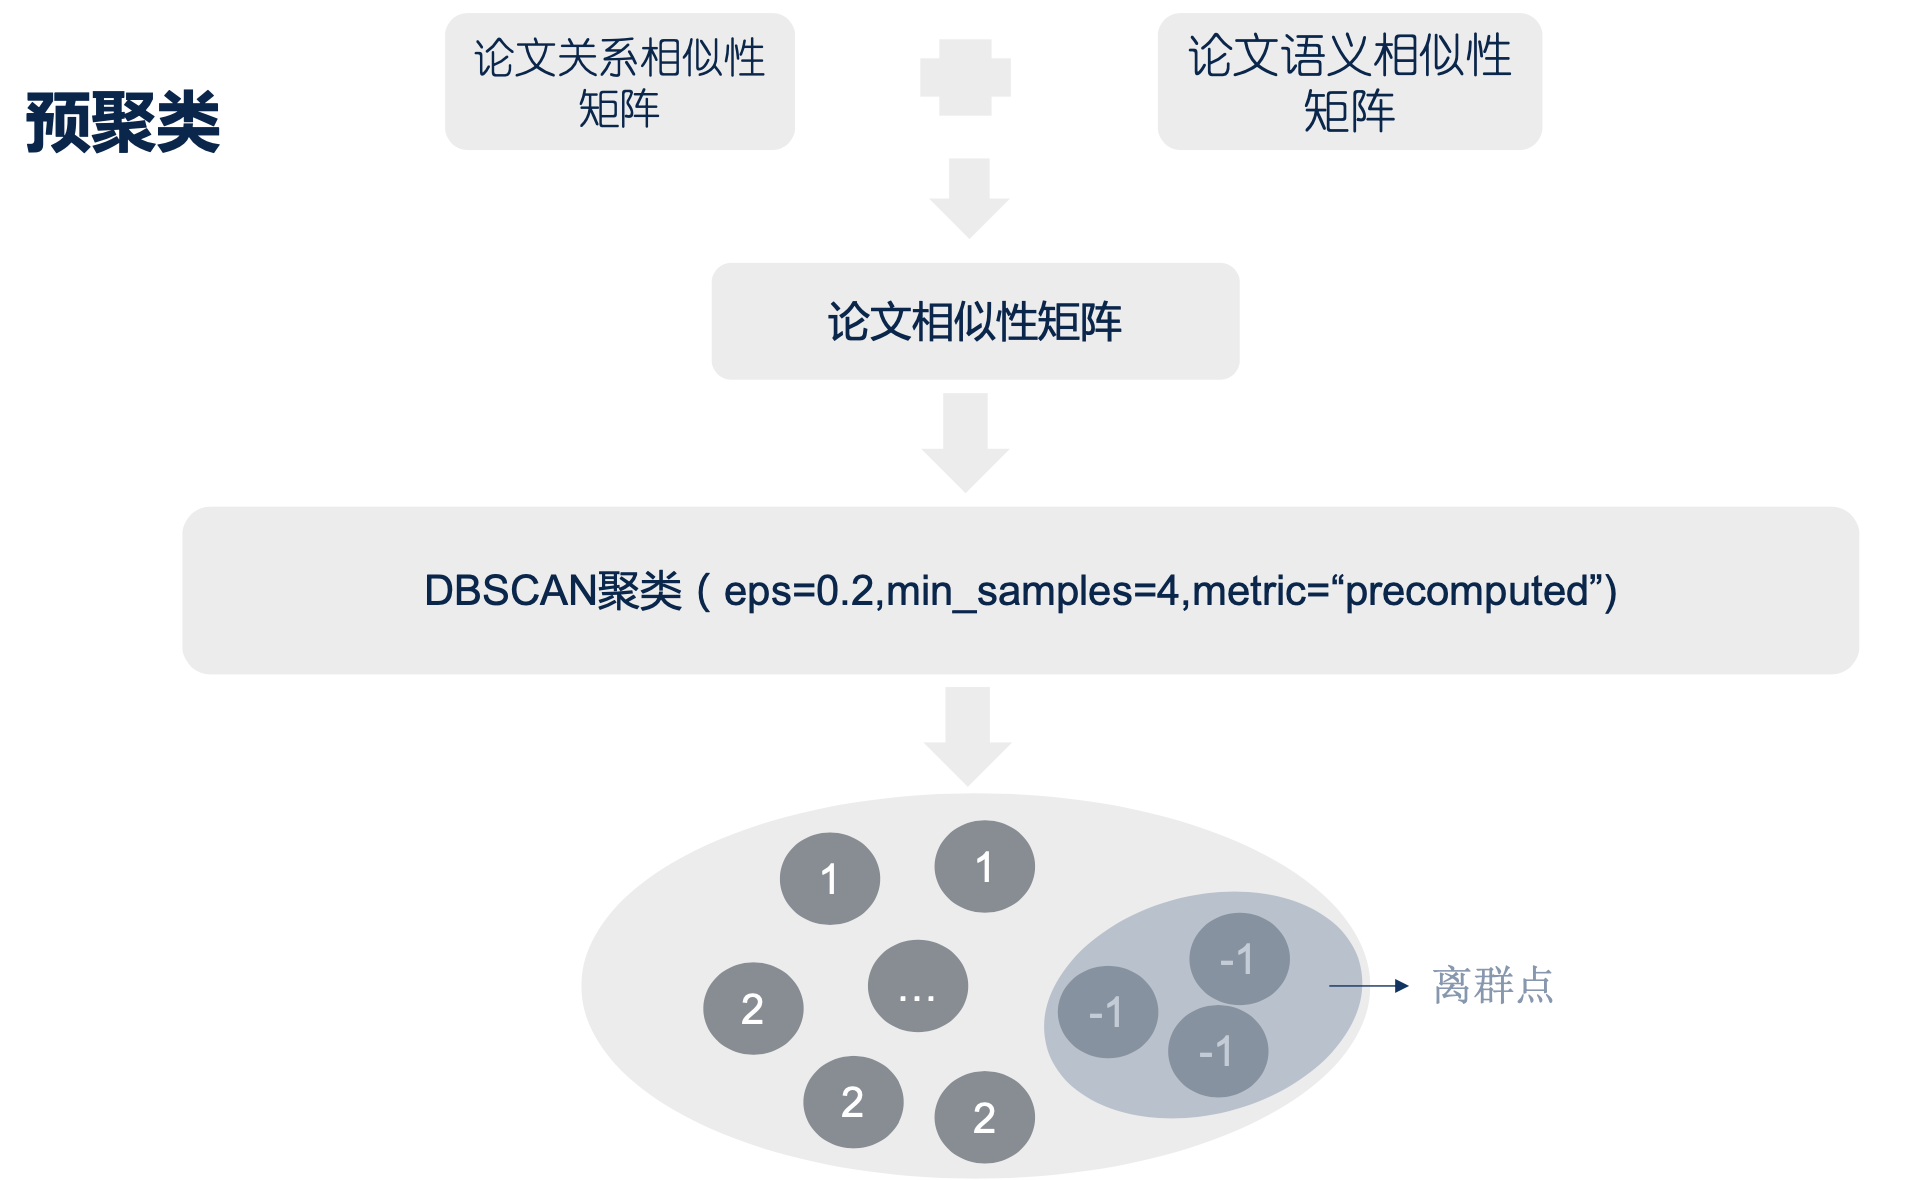 预聚类
论文关系相似性
矩阵
论文语义相似性
矩阵
论文相似性矩阵
DBSCAN聚类（eps=0.2,min_samples=4,metric=“precomputed”)
1
1
2
...
2
2
-1
-1
-1
离群点